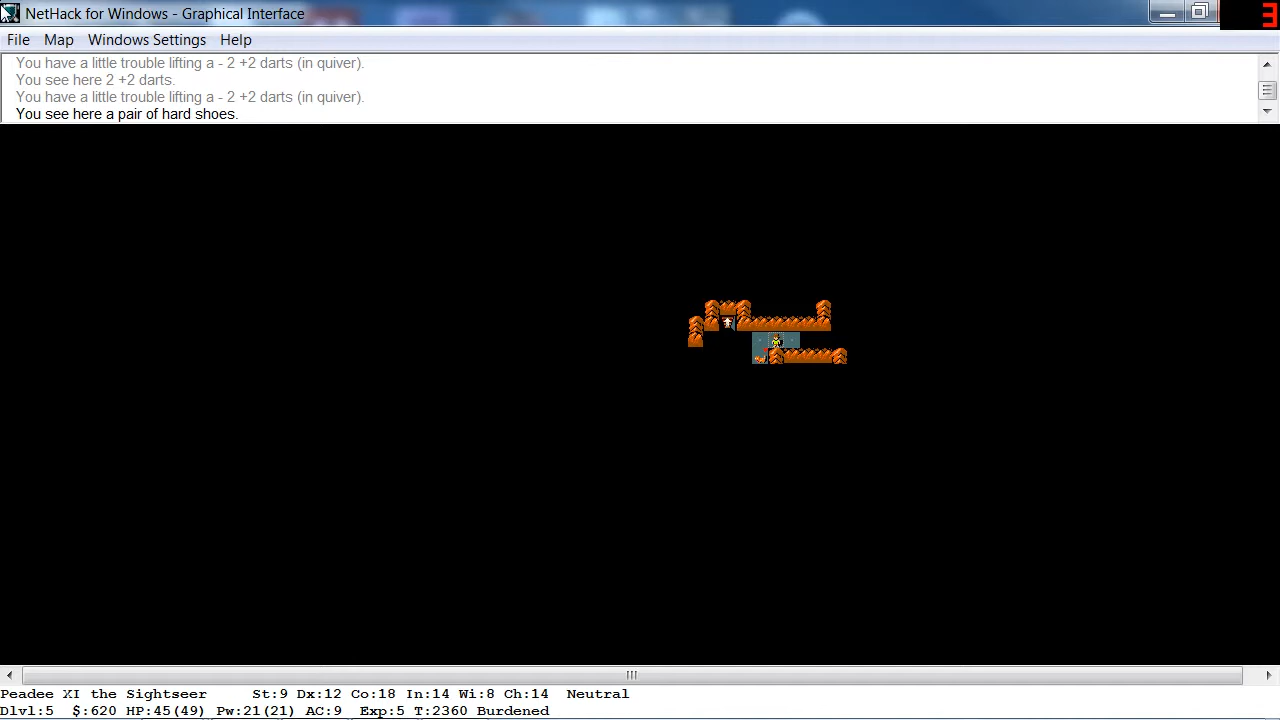 NetHack for Windows - Graphical Interface
3
File Map Windows Settings Help
You have a little trouble lifting a - 2 +2 darts (in quiver).
You see here 2 +2 darts.
You have a little trouble lifting a - 2 +2 darts (in quiver).
You see here a pair of hard shoes.
Peadee XI the Sightseer St:9 Dx:12 Co:18 In:14 Wi:8 Ch:14 Neutral
Dlvl:5 $:620 HP:45(49) Pw:21(21) AC:9 Exp:5 T:2360 Burdened